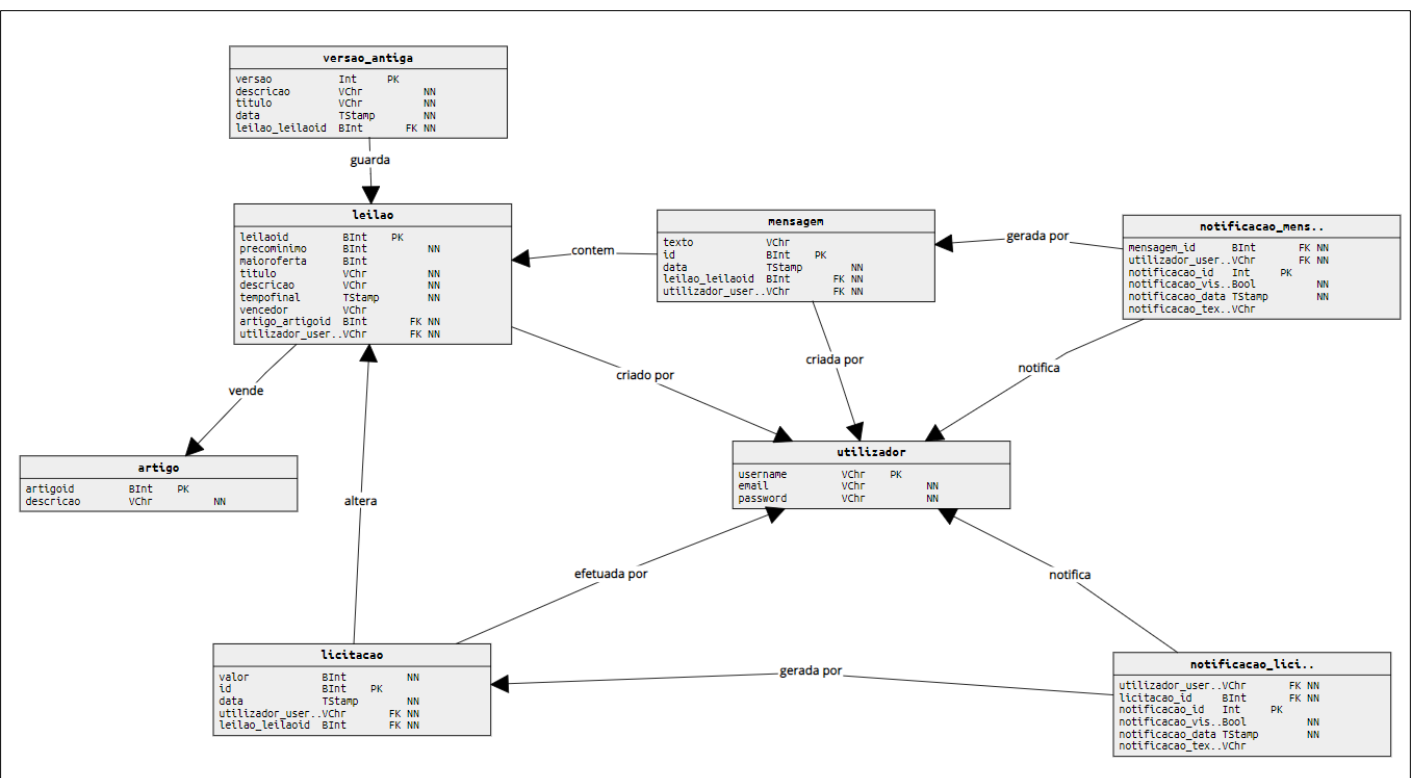 versao_antiga
versao Int PK
descricao VChr NN
titulo VChr NN
data TStamp NN
leilao_leilaoid BInt FK NN
guarda
leilao
leilaoid BInt PK
precominimo BInt NN
maioroferta BInt
titulo VChr NN
descricao VChr NN
tempofinal TStamp NN
vencedor VChr
artigo_artigoid BInt FK NN
utilizador_user..VChr FK NN
contem
mensagem
texto VChr
id BInt PK
data TStamp NN
leilao_leilaoid BInt FK NN
utilizador_user..VChr FK NN
gerada por
notificacao_mens..
mensagem_id BInt FK NN
utilizador_user..VChr FK NN
notificacao_id Int PK
notificacao_vis..Bool NN
notificacao_data TStamp NN
notificacao_tex..VChr
vende
criado por
criada por
notifica
artigo
artigoid BInt PK
descricao VChr NN
utilizador
username VChr PK
email VChr NN
password VChr NN
altera
efetuada por
notifica
licitacao
valor BInt NN
id BInt PK
data TStamp NN
utilizador_user..VChr FK NN
leilao_leilaoid BInt FK NN
gerada por
notificacao_lici..
utilizador_user..VChr FK NN
licitacao_id BInt FK NN
notificacao_id Int PK
notificacao_vis..Bool NN
notificacao_data TStamp NN
notificacao_tex..VChr